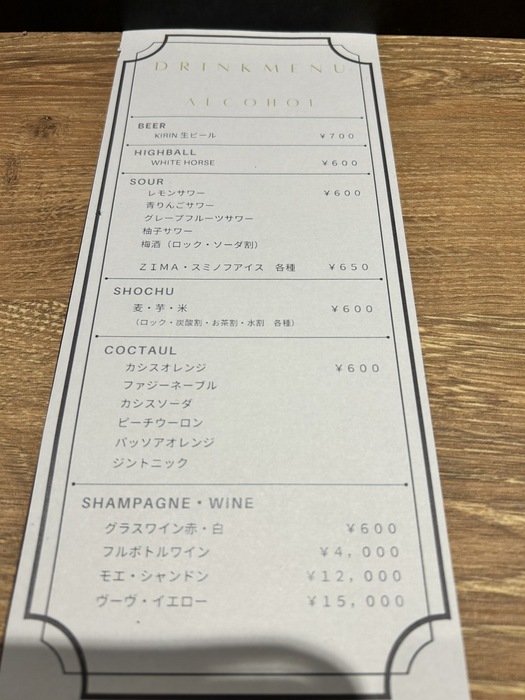 DRINKMENU
ALCOHOL
BEER
KIRIN 生ビール ￥７００
HIGHBALL
WHITE HORSE ￥６００
SOUR
レモンサワー ￥６００
青りんごサワー
グレープフルーツサワー
柚子サワー
梅酒（ロック・ソーダ割）
ＺＩＭＡ・スミノフアイス　各種 ￥６５０
SHOCHU
麦・芋・米 ￥６００
（ロック・炭酸割・お茶割・水割　各種）
COCTAUL
カシスオレンジ ￥６００
ファジーネーブル
カシスソーダ
ピーチウーロン
パッソアオレンジ
ジントニック
SHAMPAGNE・WINE
グラスワイン赤・白 ￥６００
フルボトルワイン ￥４，０００
モエ・シャンドン ￥１２，０００
ヴーヴ・イエロー ￥１５，０００